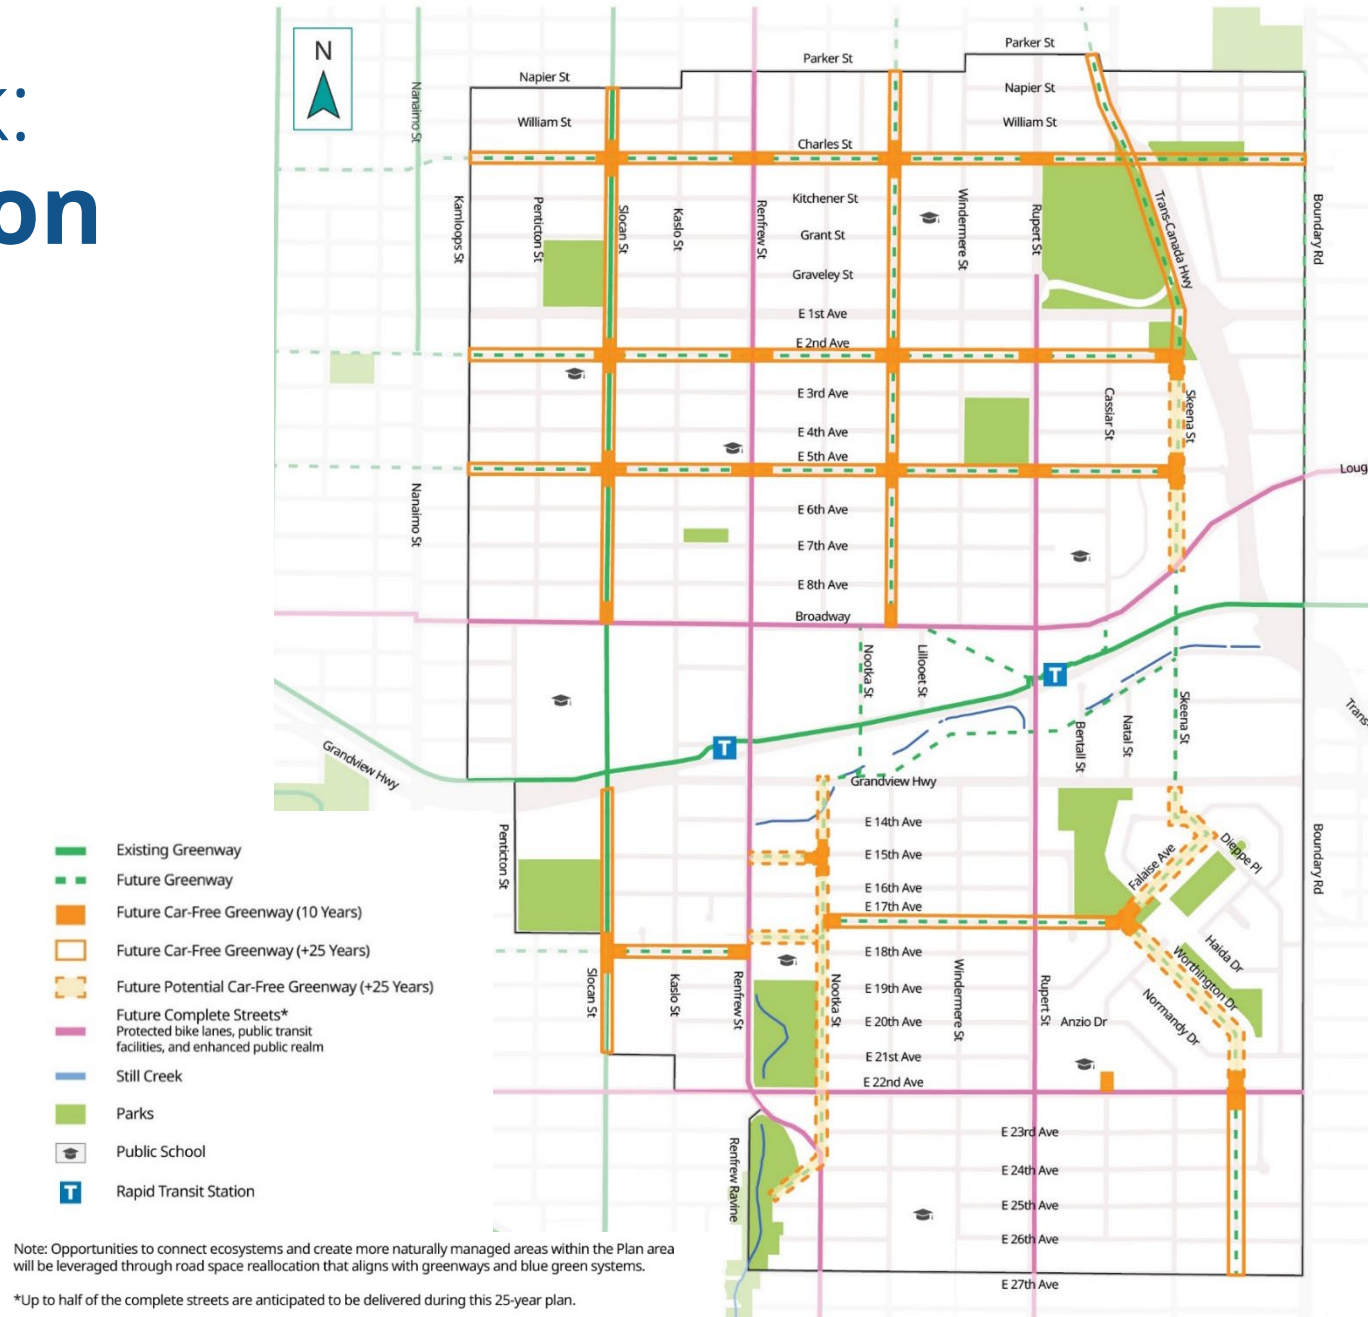 k:
on
N
Parker St
Parker St
Napier St
Napier St
William St
William St
Charles St
Nanaimo St
Kamloops St
Penticton St
Slocan St
Kaslo St
Renfrew St
Kitchener St
Grant St
Graveley St
Windermere St
Rupert St
Trans-Canada Hwy
Boundary Rd
E 1st Ave
E 2nd Ave
E 3rd Ave
E 4th Ave
E 5th Ave
Cassiar St
Skeena St
Loug
Nanaimo St
E 6th Ave
E 7th Ave
E 8th Ave
Broadway
Nootka St
Lillooet St
T
T
Bentall St
Natal St
Skeena St
Trans
Grandview Hwy
Grandview Hwy
E 14th Ave
E 15th Ave
E 16th Ave
E 17th Ave
E 18th Ave
E 19th Ave
E 20th Ave
E 21st Ave
E 22nd Ave
Penticton St
Slocan St
Kaslo St
Renfrew St
Nootka St
Windermere St
Rupert St
Falaise Ave
Dieppe Pl
Haida Dr
Worthington Dr
Normandy Dr
Anzio Dr
Boundary Rd
Renfrew Ravine
E 23rd Ave
E 24th Ave
E 25th Ave
E 26th Ave
E 27th Ave
Existing Greenway
Future Greenway
Future Car-Free Greenway (10 Years)
Future Car-Free Greenway (+25 Years)
Future Potential Car-Free Greenway (+25 Years)
Future Complete Streets*
Protected bike lanes, public transit
facilities, and enhanced public realm
Still Creek
Parks
Public School
T
Rapid Transit Station
Note: Opportunities to connect ecosystems and create more naturally managed areas within the Plan area
will be leveraged through road space reallocation that aligns with greenways and blue green systems.
*Up to half of the complete streets are anticipated to be delivered during this 25-year plan.